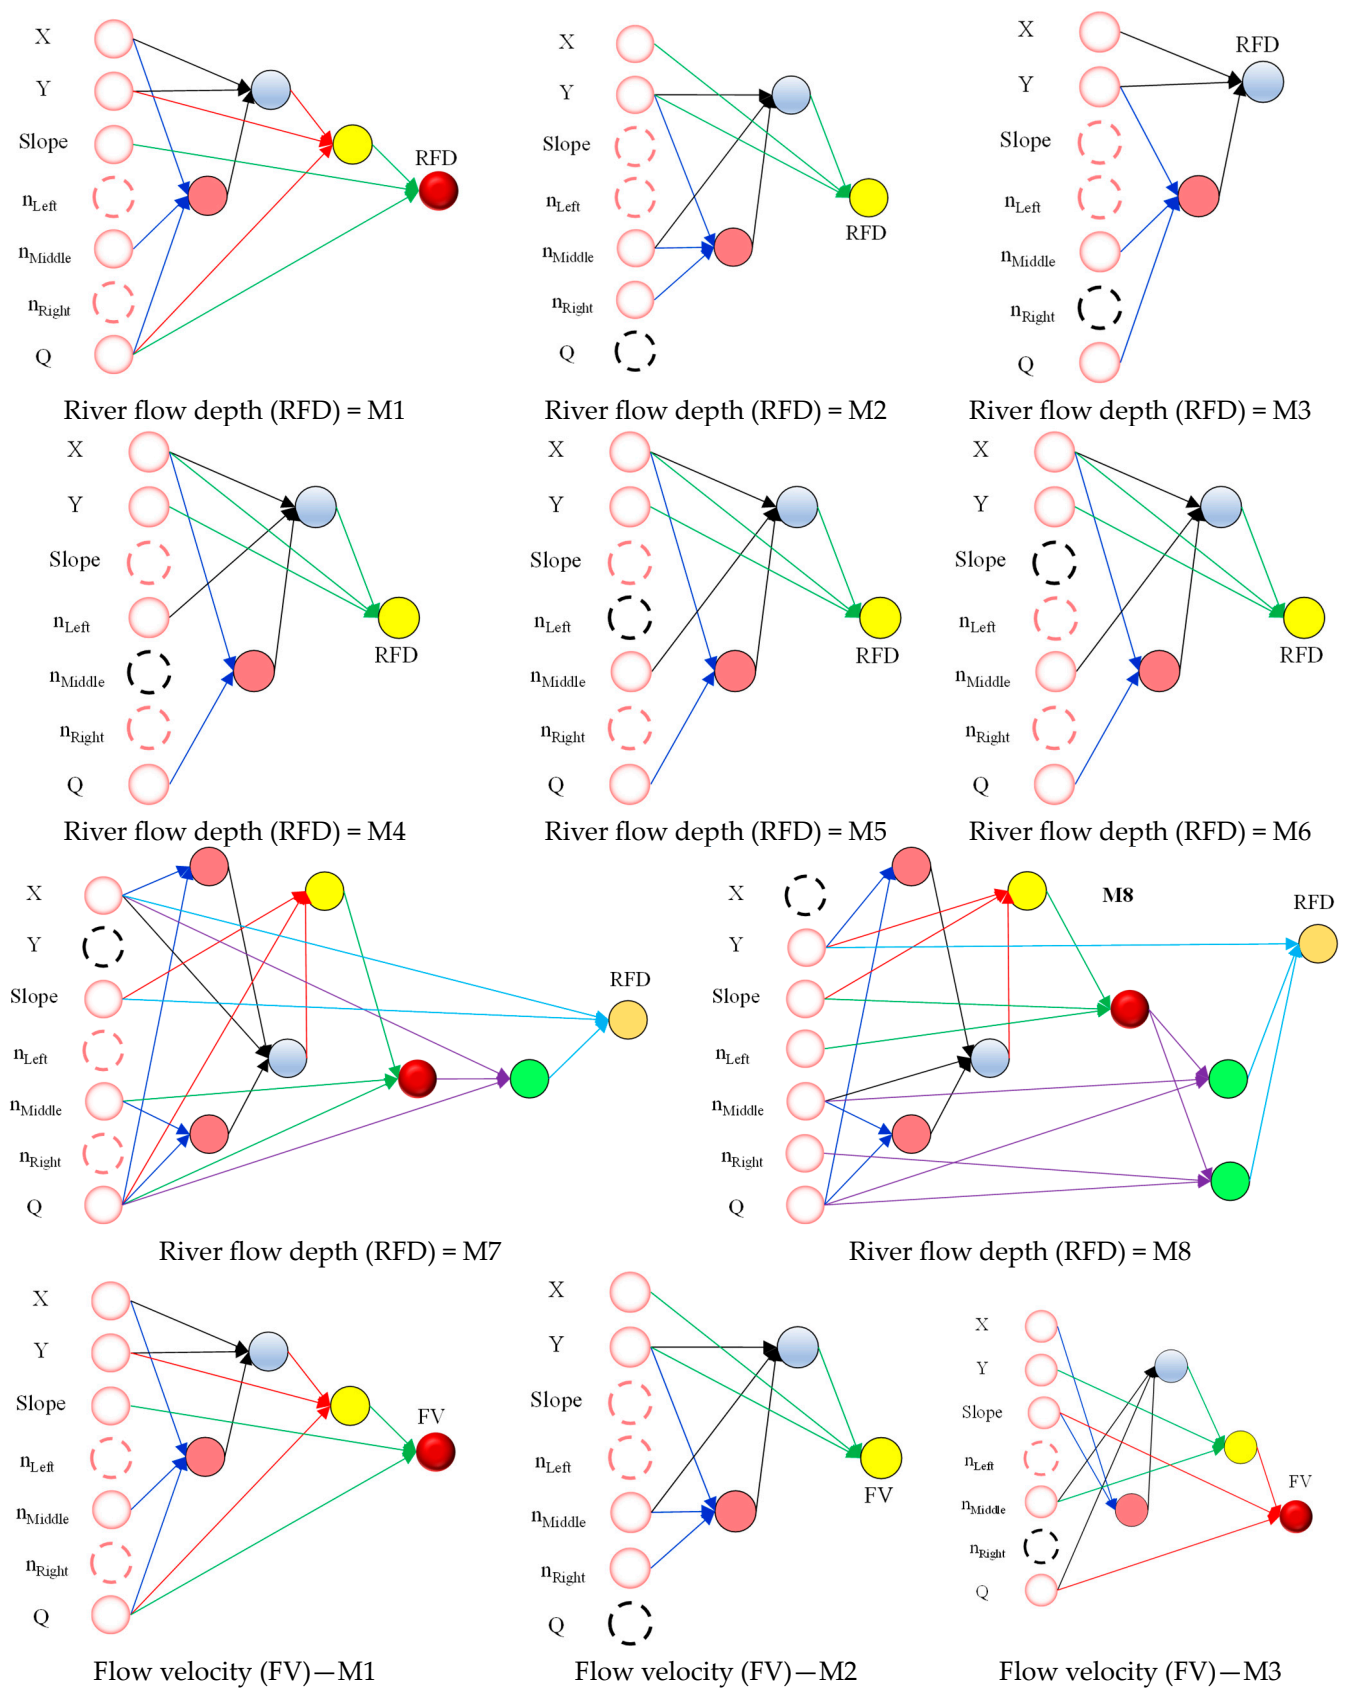 X
Y
Slope
nLeft
nMiddle
nRight
Q
RFD
River flow depth (RFD) = M1
X
Y
Slope
nLeft
nMiddle
nRight
Q
RFD
River flow depth (RFD) = M2
X
Y
Slope
nLeft
nMiddle
nRight
Q
RFD
River flow depth (RFD) = M3
X
Y
Slope
nLeft
nMiddle
nRight
Q
RFD
River flow depth (RFD) = M4
X
Y
Slope
nLeft
nMiddle
nRight
Q
RFD
River flow depth (RFD) = M5
X
Y
Slope
nLeft
nMiddle
nRight
Q
RFD
River flow depth (RFD) = M6
X
Y
Slope
nLeft
nMiddle
nRight
Q
RFD
River flow depth (RFD) = M7
X
Y
Slope
nLeft
nMiddle
nRight
Q
M8
RFD
River flow depth (RFD) = M8
X
Y
Slope
nLeft
nMiddle
nRight
Q
FV
Flow velocity (FV)—M1
X
Y
Slope
nLeft
nMiddle
nRight
Q
FV
Flow velocity (FV)—M2
X
Y
Slope
nLeft
nMiddle
nRight
Q
FV
Flow velocity (FV)—M3